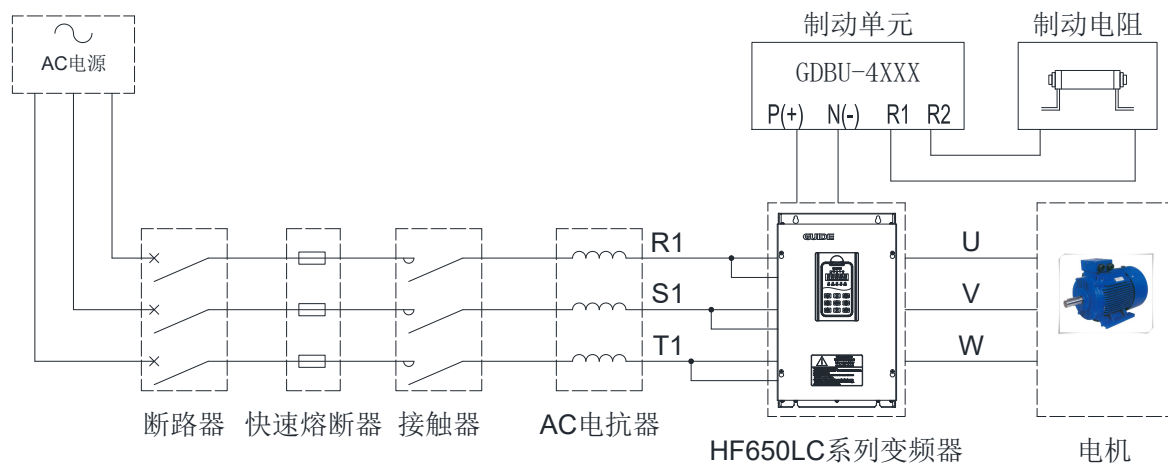 制动单元
制动电阻
AC电源
GDBU-4XXX
P(+) N(-) R1 R2
GUIDE
R1
S1
T1
U
V
W
断路器
快速熔断器
接触器
AC电抗器
HF650LC系列变频器
电机